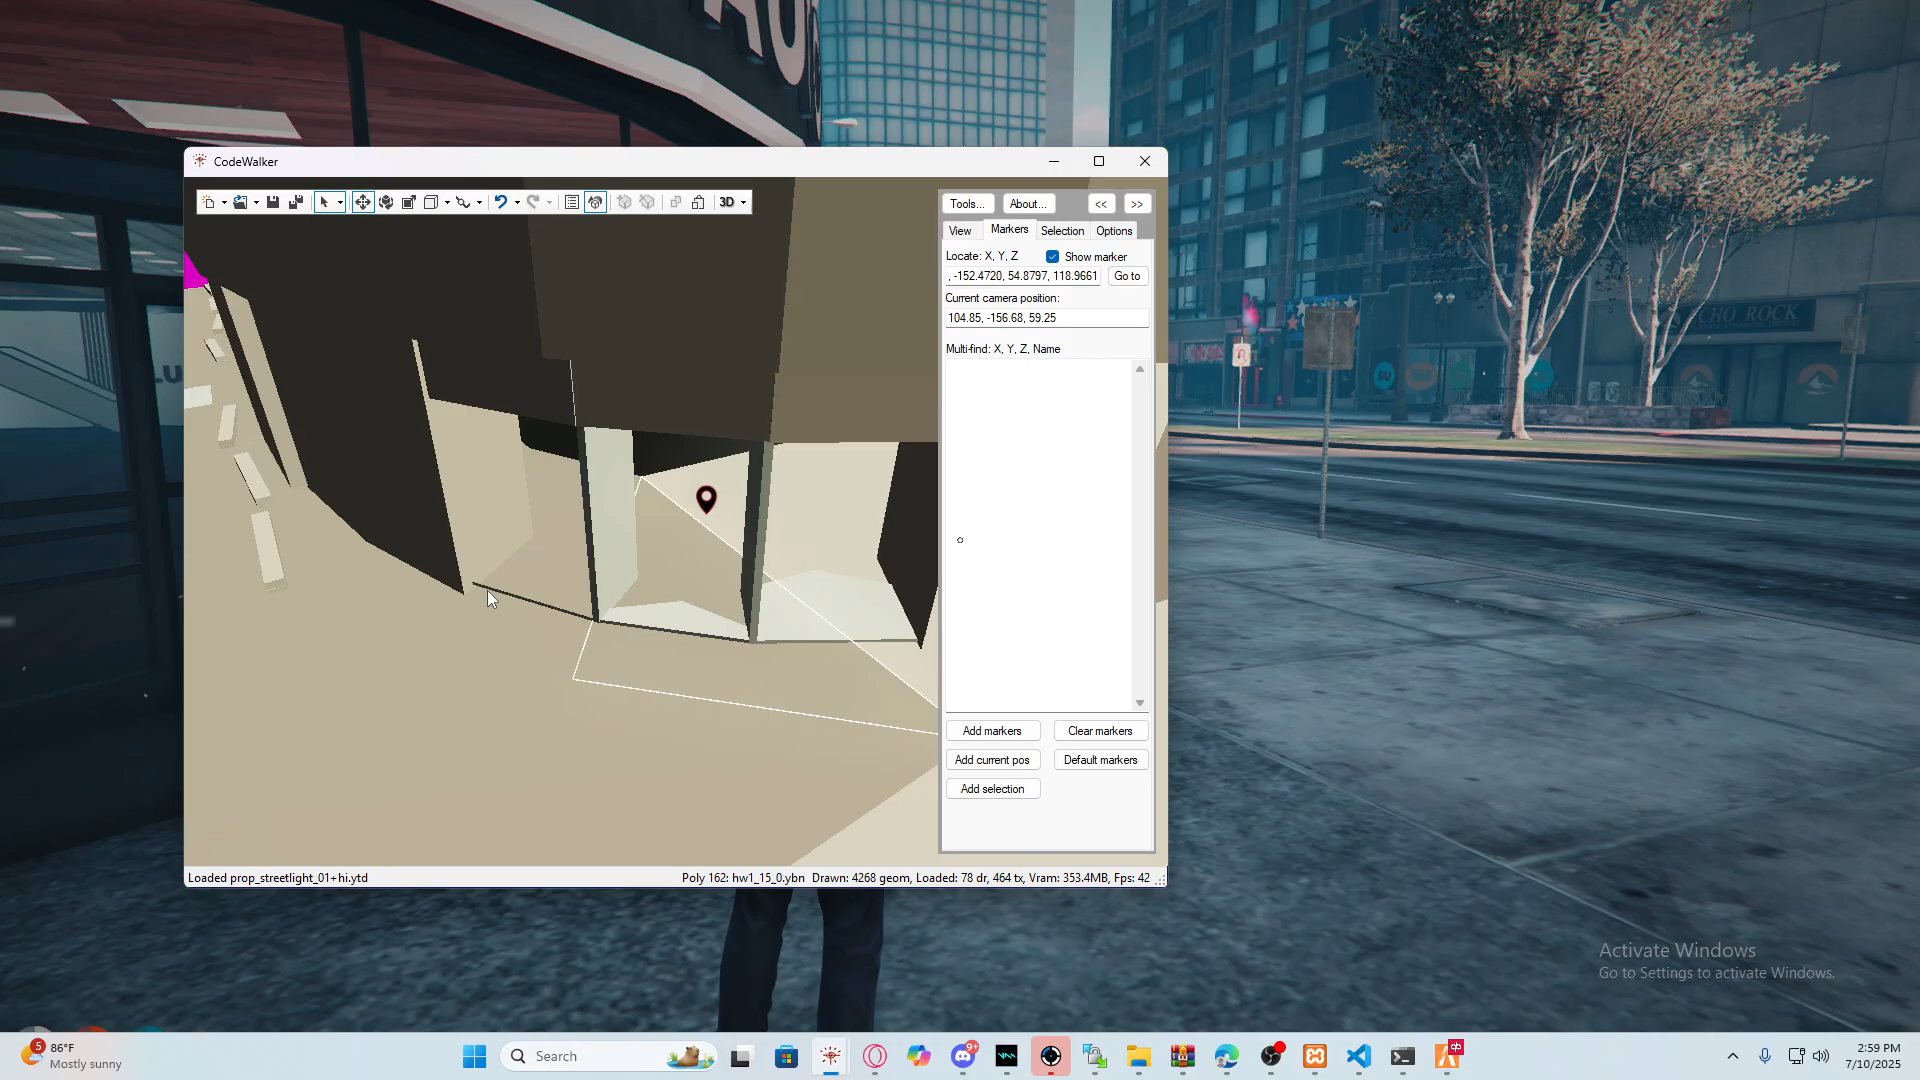 CodeWalker
3D
Tools...
About...
<<
>>
View
Markers
Selection
Options
Locate: X, Y, Z
Show marker
, -152.4720, 54.8797, 118.9661
Go to
Current camera position:
104.85, -156.68, 59.25
Multi-find: X, Y, Z, Name
Add markers
Clear markers
Add current pos
Default markers
Add selection
Loaded prop_streetlight_01+hi.ytd
Poly 162: hw1_15_0.ybn Drawn: 4268 geom, Loaded: 78 dr, 464 tx, Vram: 353.4MB, Fps: 42
ECHO ROCK
Activate Windows
Go to Settings to activate Windows.
5
86°F
Mostly sunny
Search
9+
2:59 PM
7/10/2025